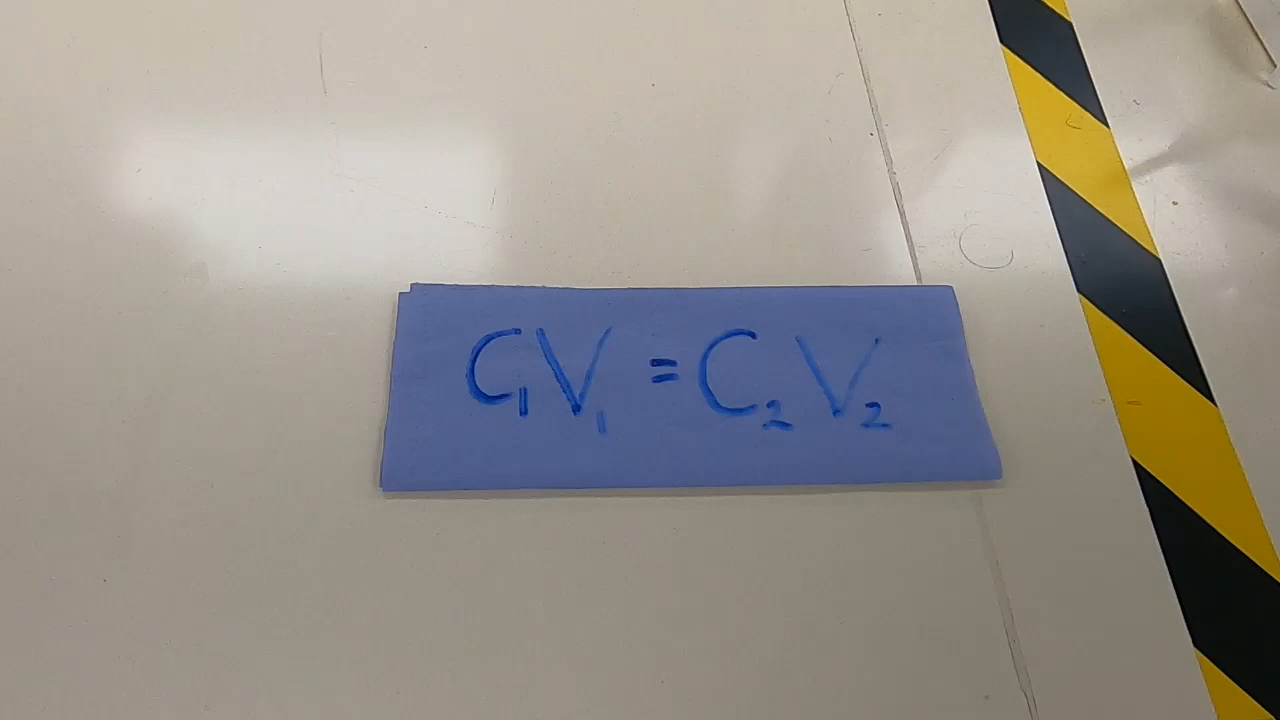 C₁V₁ = C₂V₂